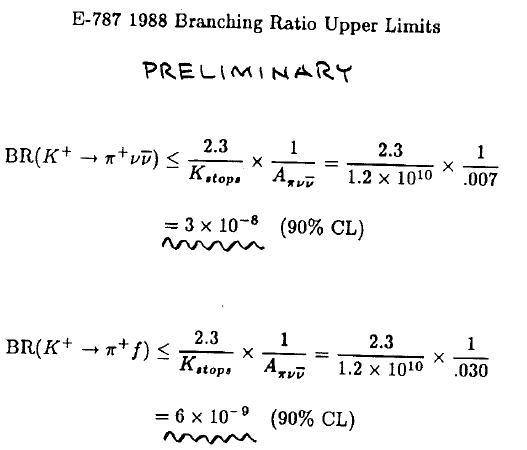 E-787 1988 Branching Ratio Upper Limits
PRELIMINARY
BR(K⁺ → π⁺νν̅) ≤ 2.3/K_stops × 1/A_πνν̅ = 2.3/1.2 × 10¹⁰ × 1/.007
= 3 × 10⁻⁸ (90% CL)
BR(K⁺ → π⁺f) ≤ 2.3/K_stops × 1/A_πνν̅ = 2.3/1.2 × 10¹⁰ × 1/.030
= 6 × 10⁻⁹ (90% CL)